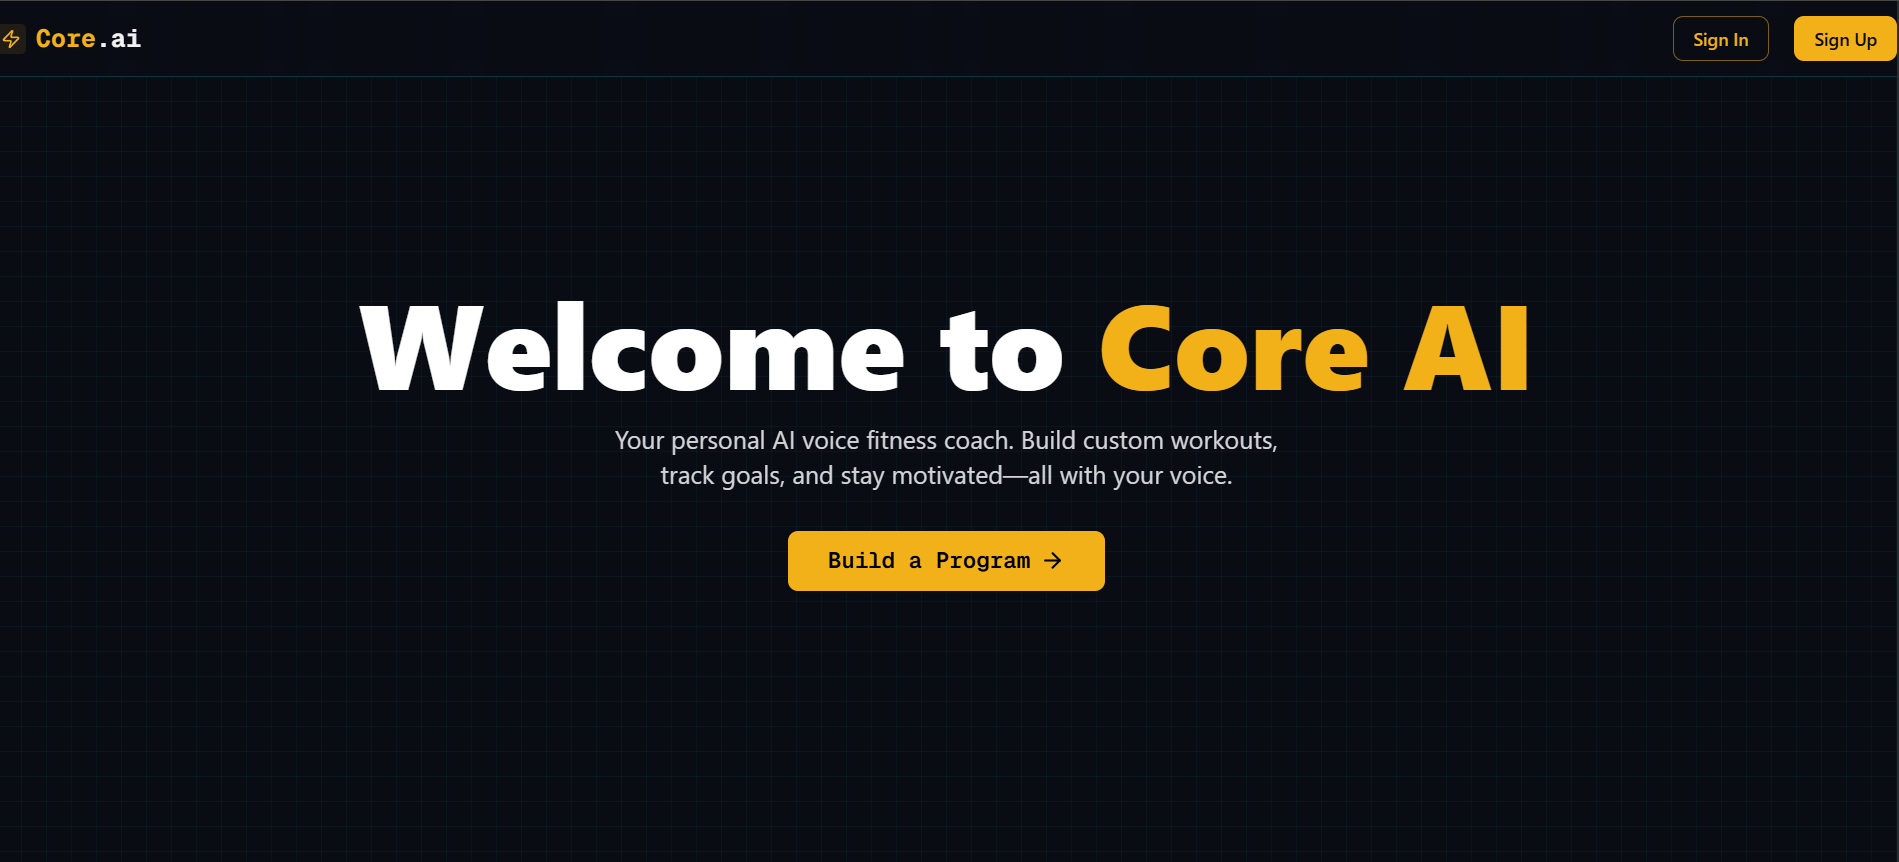 Core.ai
Sign In
Sign Up
Welcome to Core AI
Your personal AI voice fitness coach. Build custom workouts,
track goals, and stay motivated—all with your voice.
Build a Program →